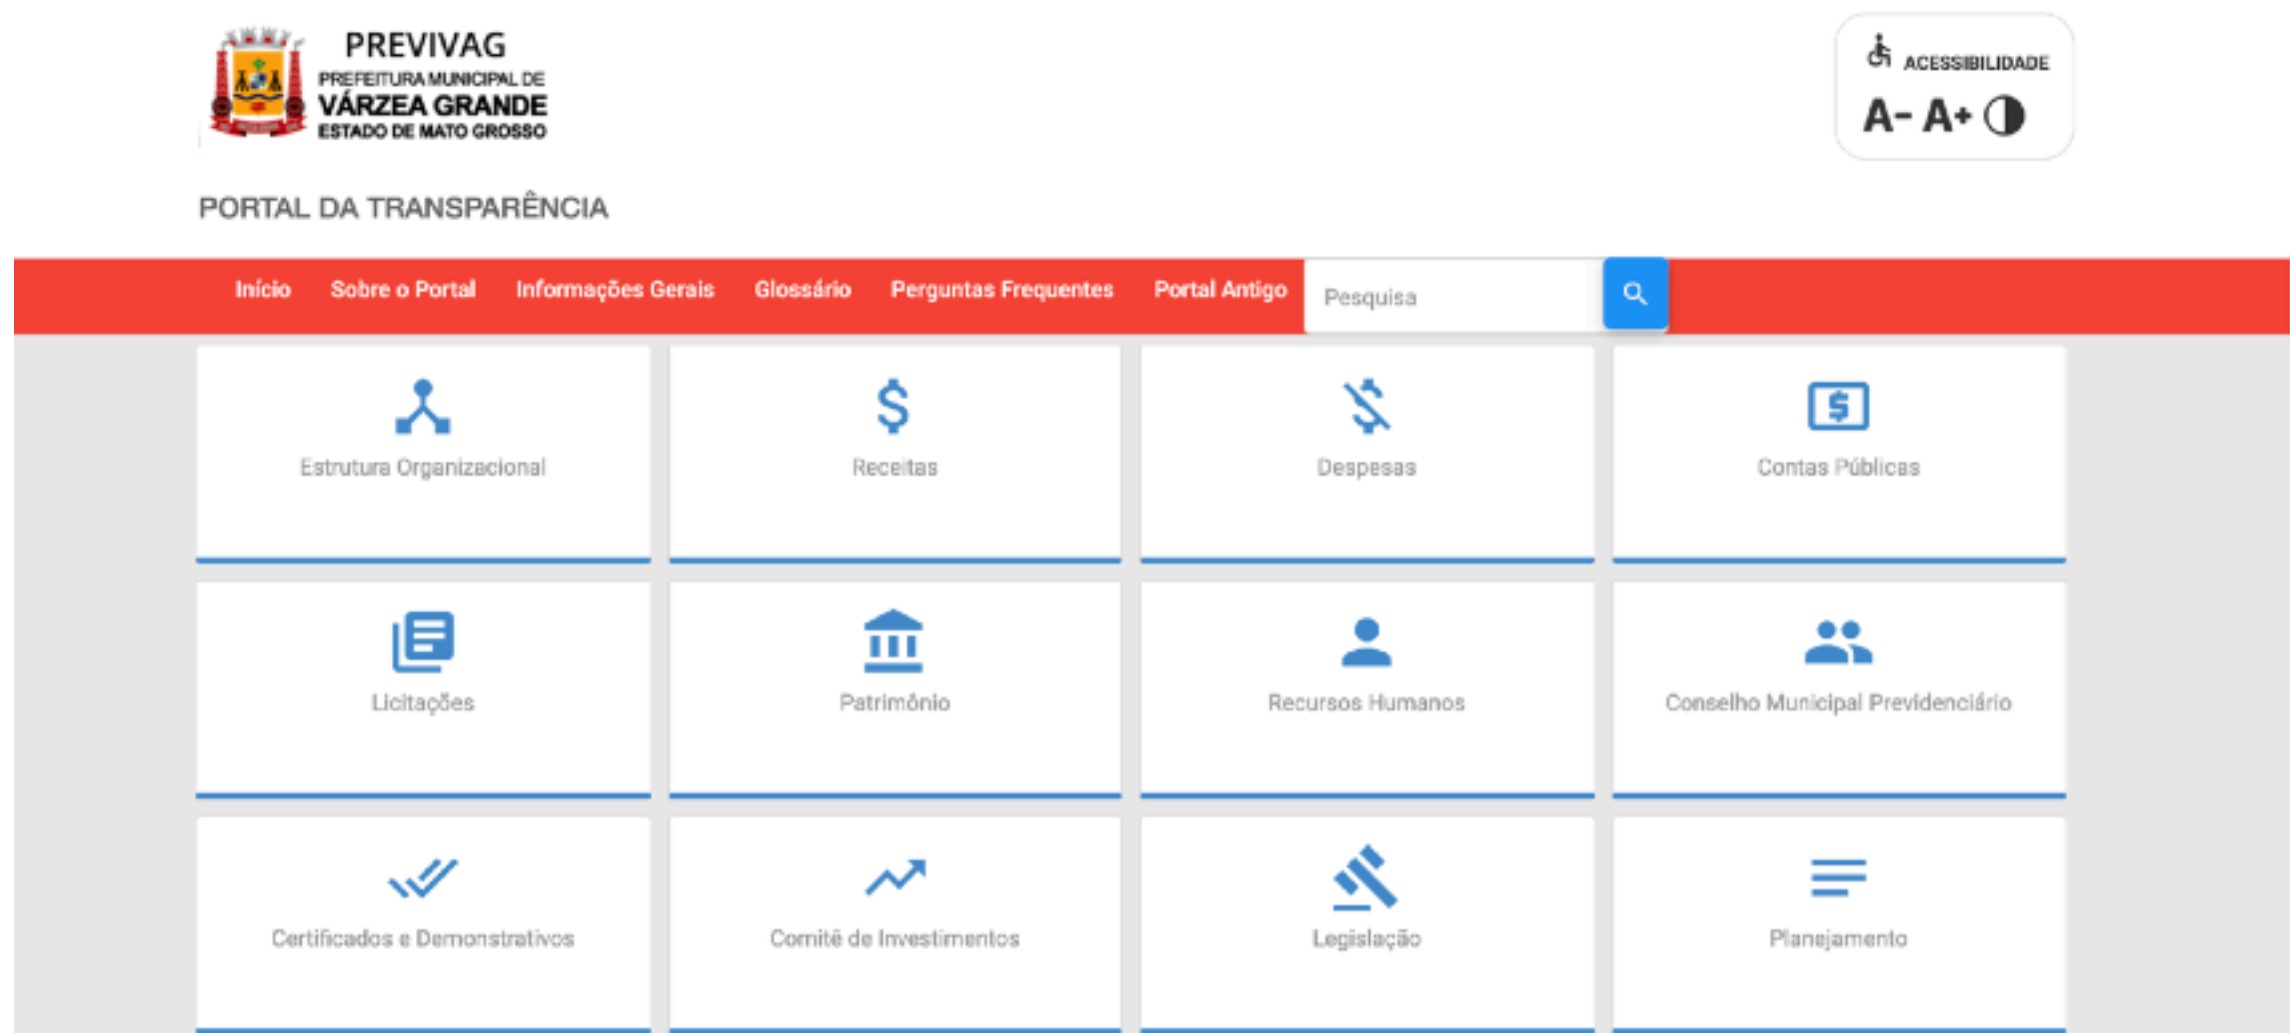 PREVIVAG
PREFEITURA MUNICIPAL DE
VÁRZEA GRANDE
ESTADO DE MATO GROSSO
ACESSIBILIDADE
A- A+
PORTAL DA TRANSPARÊNCIA
Início Sobre o Portal Informações Gerais Glossário Perguntas Frequentes Portal Antigo Pesquisa
Estrutura Organizacional Receitas Despesas Contas Públicas
Licitações Patrimônio Recursos Humanos Conselho Municipal Previdenciário
Certificados e Demonstrativos Comitê de Investimentos Legislação Planejamento